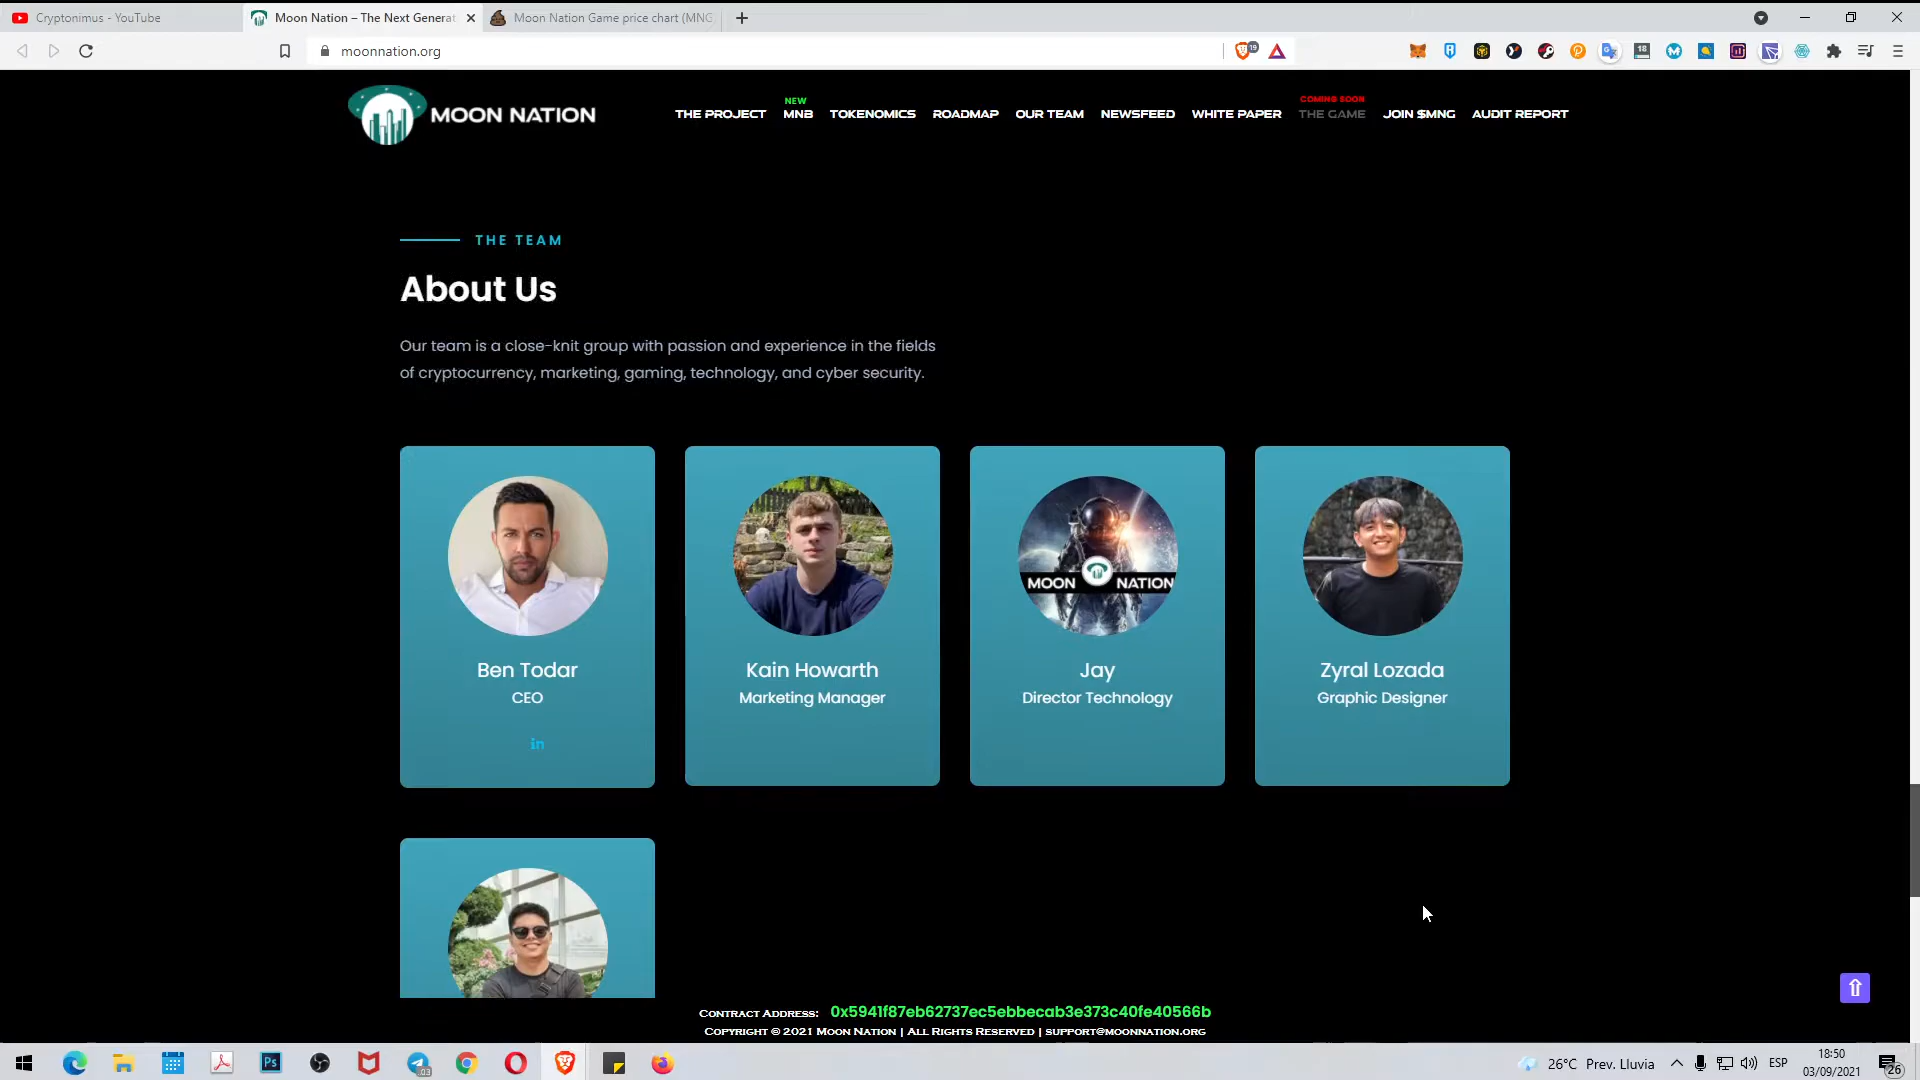 Cryptonimus - YouTube
Moon Nation – The Next Generat
Moon Nation Game price chart (MNG
moonnation.org
19
18
MOON NATION
THE PROJECT
NEW
MNB
TOKENOMICS
ROADMAP
OUR TEAM
NEWSFEED
WHITE PAPER
COMING SOON
THE GAME
JOIN $MNG
AUDIT REPORT
THE TEAM
About Us
Our team is a close-knit group with passion and experience in the fields
of cryptocurrency, marketing, gaming, technology, and cyber security.
MOON NATION
Ben Todar
CEO
in
Kain Howarth
Marketing Manager
Jay
Director Technology
Zyral Lozada
Graphic Designer
CONTRACT ADDRESS: 0x5941f87eb62737ec5ebbecab3e373c40fe40566b
COPYRIGHT © 2021 MOON NATION | ALL RIGHTS RESERVED | SUPPORT@MOONNATION.ORG
Ps
03
26°C Prev. Lluvia
ESP
18:50
03/09/2021
26